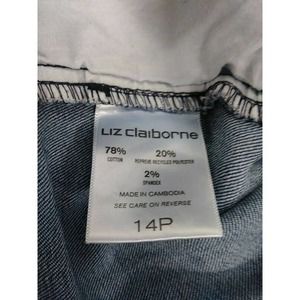 LIZ claiborne
78% 20%
COTTON REPREVE RECYCLED POLYESTER
2%
SPANDEX
MADE IN CAMBODIA
SEE CARE ON REVERSE
14P